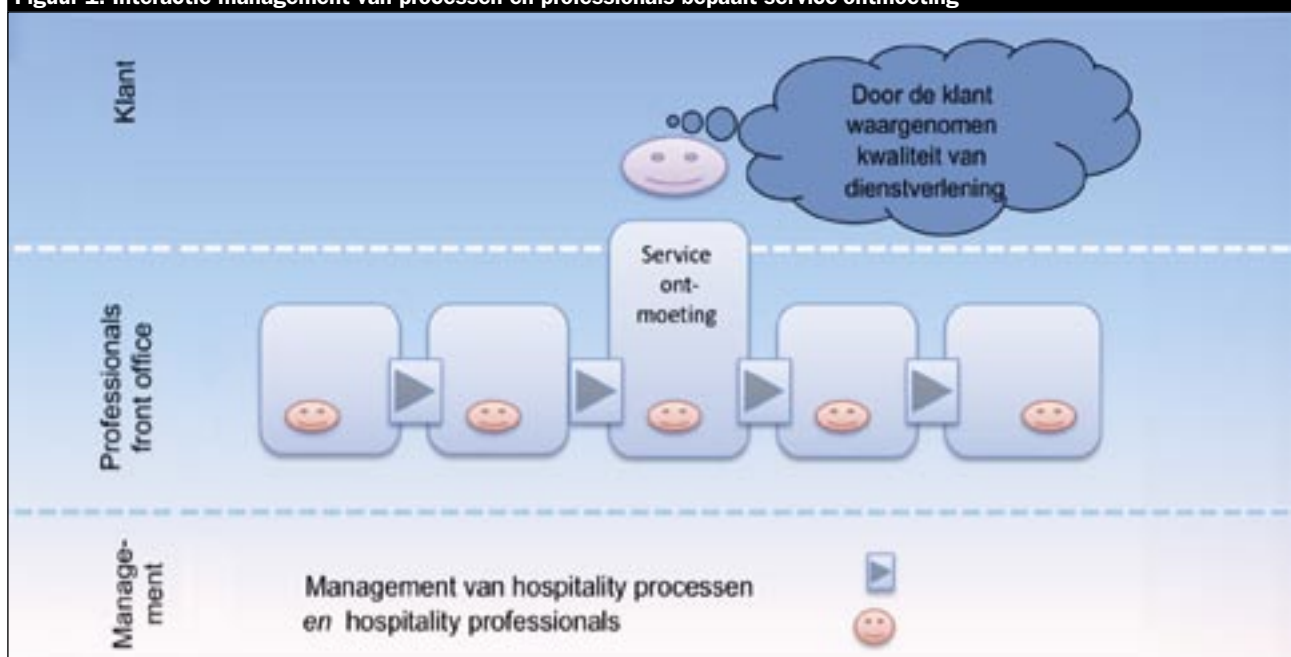 Figuur 1. Interactie management van processen en professionals bepaalt service ontmoeting
Klant
Door de klant
waargenomen
kwaliteit van
dienstverlening
Professionals
front office
Service
ont-
moeting
Manage-
ment
Management van hospitality processen
en hospitality professionals